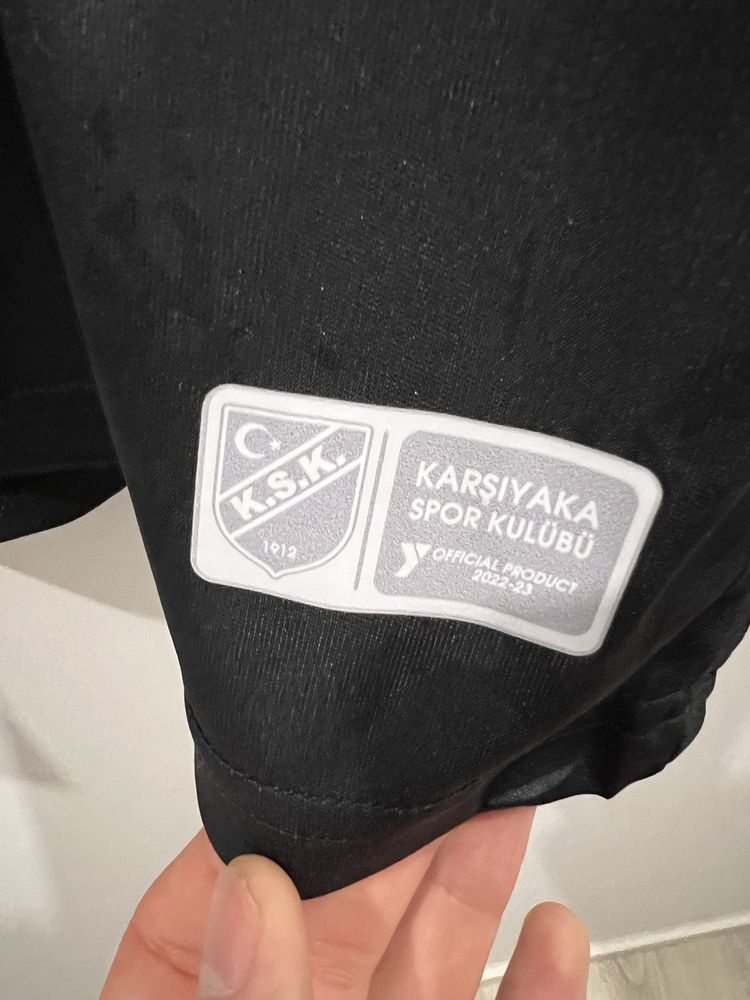 K.S.K.
1912
KARŞIYAKA
SPOR KULÜBÜ
OFFICIAL PRODUCT
2022-23